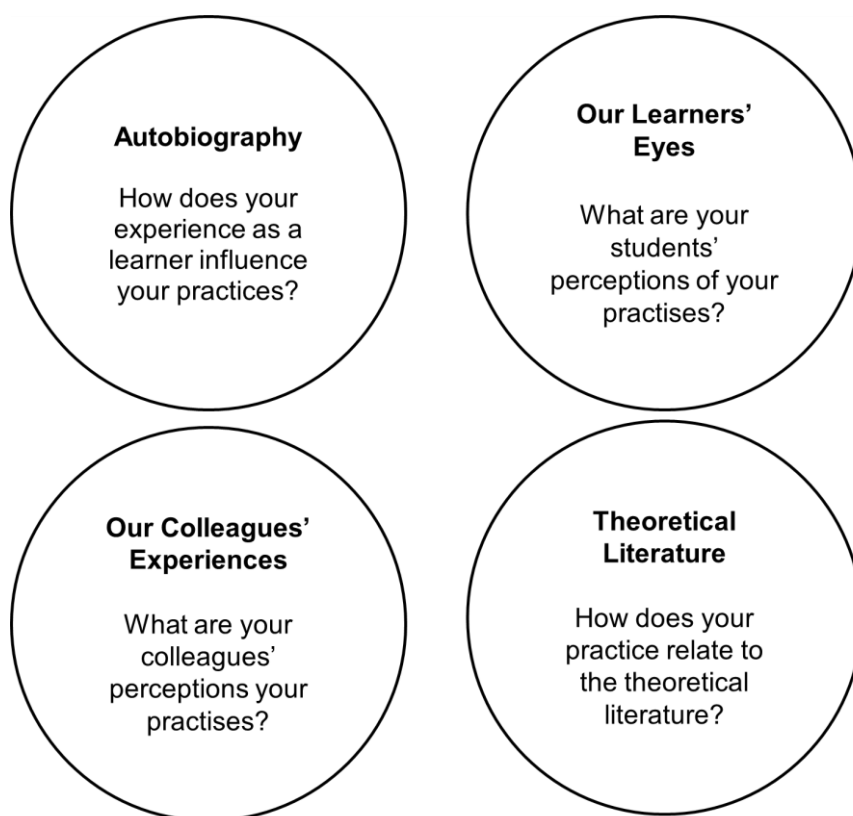 Autobiography
How does your
experience as a
learner influence
your practices?
Our Learners’
Eyes
What are your
students’
perceptions of your
practises?
Our Colleagues’
Experiences
What are your
colleagues’
perceptions your
practises?
Theoretical
Literature
How does your
practice relate to
the theoretical
literature?